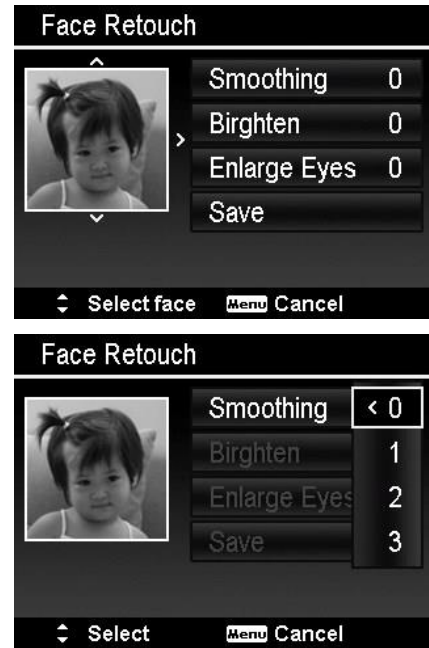 Face Retouch
Smoothing 0
Birghten 0
Enlarge Eyes 0
Save
Select face Menu Cancel
Face Retouch
Smoothing < 0
Birghten 1
Enlarge Eyes 2
Save 3
Select Menu Cancel